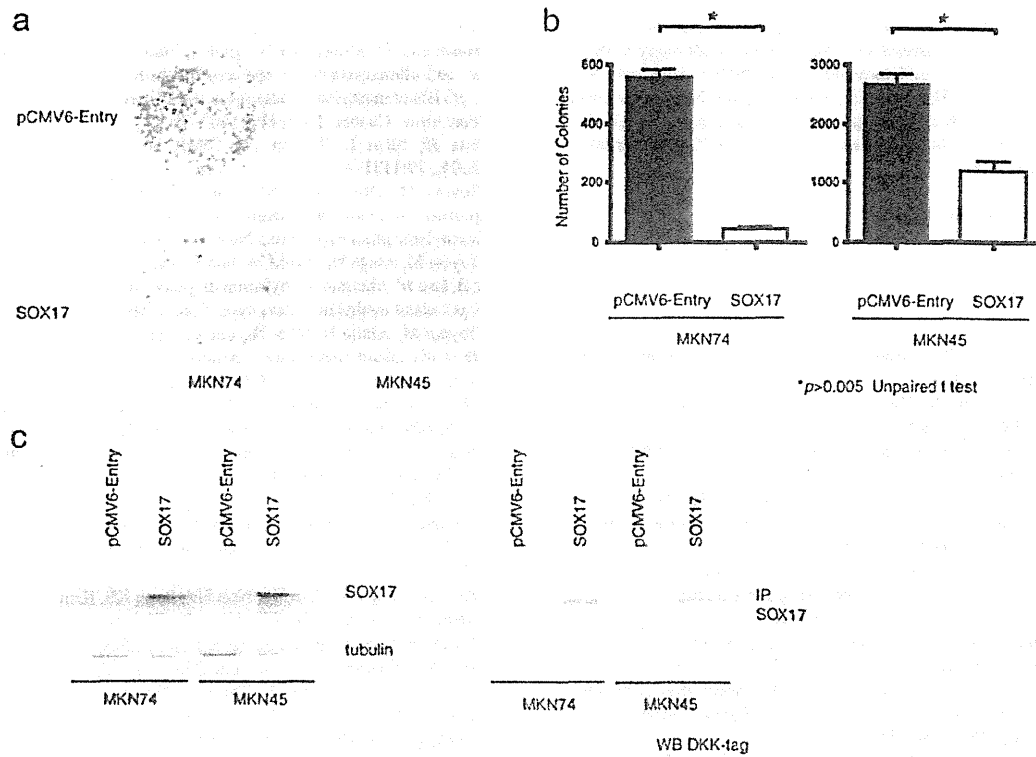 a
pCMV6-Entry
SOX17
MKN74
MKN45
b
*
*
Number of Colonies
600
400
200
0
3000
2000
1000
0
pCMV6-Entry SOX17
pCMV6-Entry SOX17
MKN74
MKN45
*p>0.005 Unpaired t test
c
pCMV6-Entry
SOX17
pCMV6-Entry
SOX17
SOX17
tubulin
MKN74
MKN45
pCMV6-Entry
SOX17
pCMV6-Entry
SOX17
IP
SOX17
MKN74
MKN45
WB DKK-tag